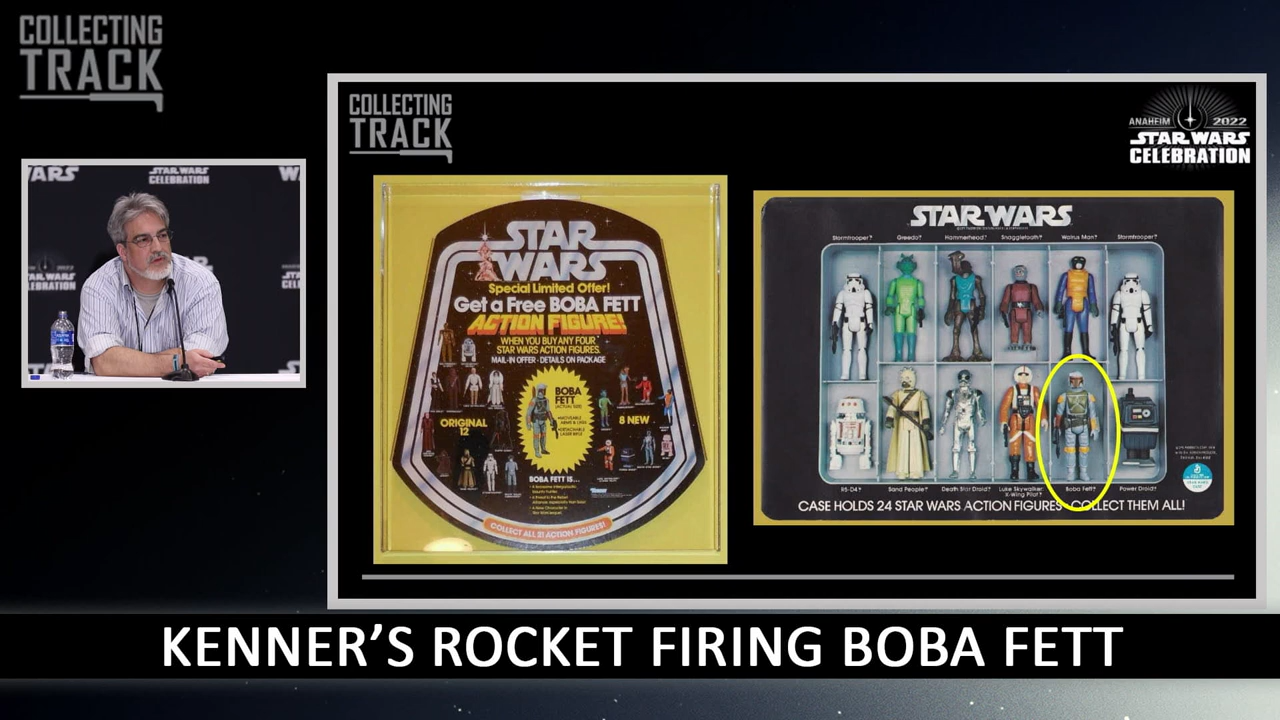 COLLECTING
TRACK
WARS
STAR WARS
CELEBRATION
COLLECTING
TRACK
ANAHEIM 2022
STAR WARS
CELEBRATION
STAR
WARS
Special Limited Offer!
Get a Free BOBA FETT
ACTION FIGURE!
WHEN YOU BUY ANY FOUR
STAR WARS ACTION FIGURES.
MAIL-IN OFFER - DETAILS ON PACKAGE
BOBA
FETT
ORIGINAL
12
8 NEW
BOBA FETT IS...
COLLECT ALL 21 ACTION FIGURES!
STAR WARS
Stormtrooper? Greedo? Hammerhead? Snaggletooth? Walrus Man? Stormtrooper?
R5-D4? Sand People? Death Star Droid? Luke Skywalker: Boba Fett? Power Droid?
X-Wing Pilot?
CASE HOLDS 24 STAR WARS ACTION FIGURES COLLECT THEM ALL!
KENNER'S ROCKET FIRING BOBA FETT